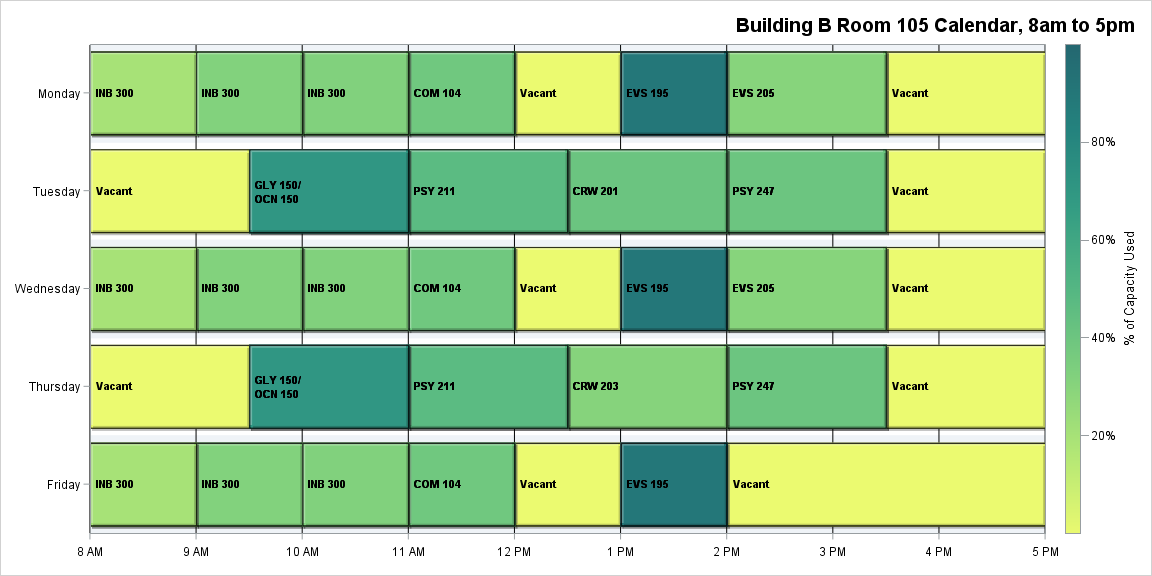 Building B Room 105 Calendar, 8am to 5pm
Monday
INB 300
INB 300
INB 300
COM 104
Vacant
EVS 195
EVS 205
Vacant
Tuesday
Vacant
GLY 150/
OCN 150
PSY 211
CRW 201
PSY 247
Vacant
Wednesday
INB 300
INB 300
INB 300
COM 104
Vacant
EVS 195
EVS 205
Vacant
Thursday
Vacant
GLY 150/
OCN 150
PSY 211
CRW 203
PSY 247
Vacant
Friday
INB 300
INB 300
INB 300
COM 104
Vacant
EVS 195
Vacant
8 AM
9 AM
10 AM
11 AM
12 PM
1 PM
2 PM
3 PM
4 PM
5 PM
80%
60%
40%
20%
% of Capacity Used